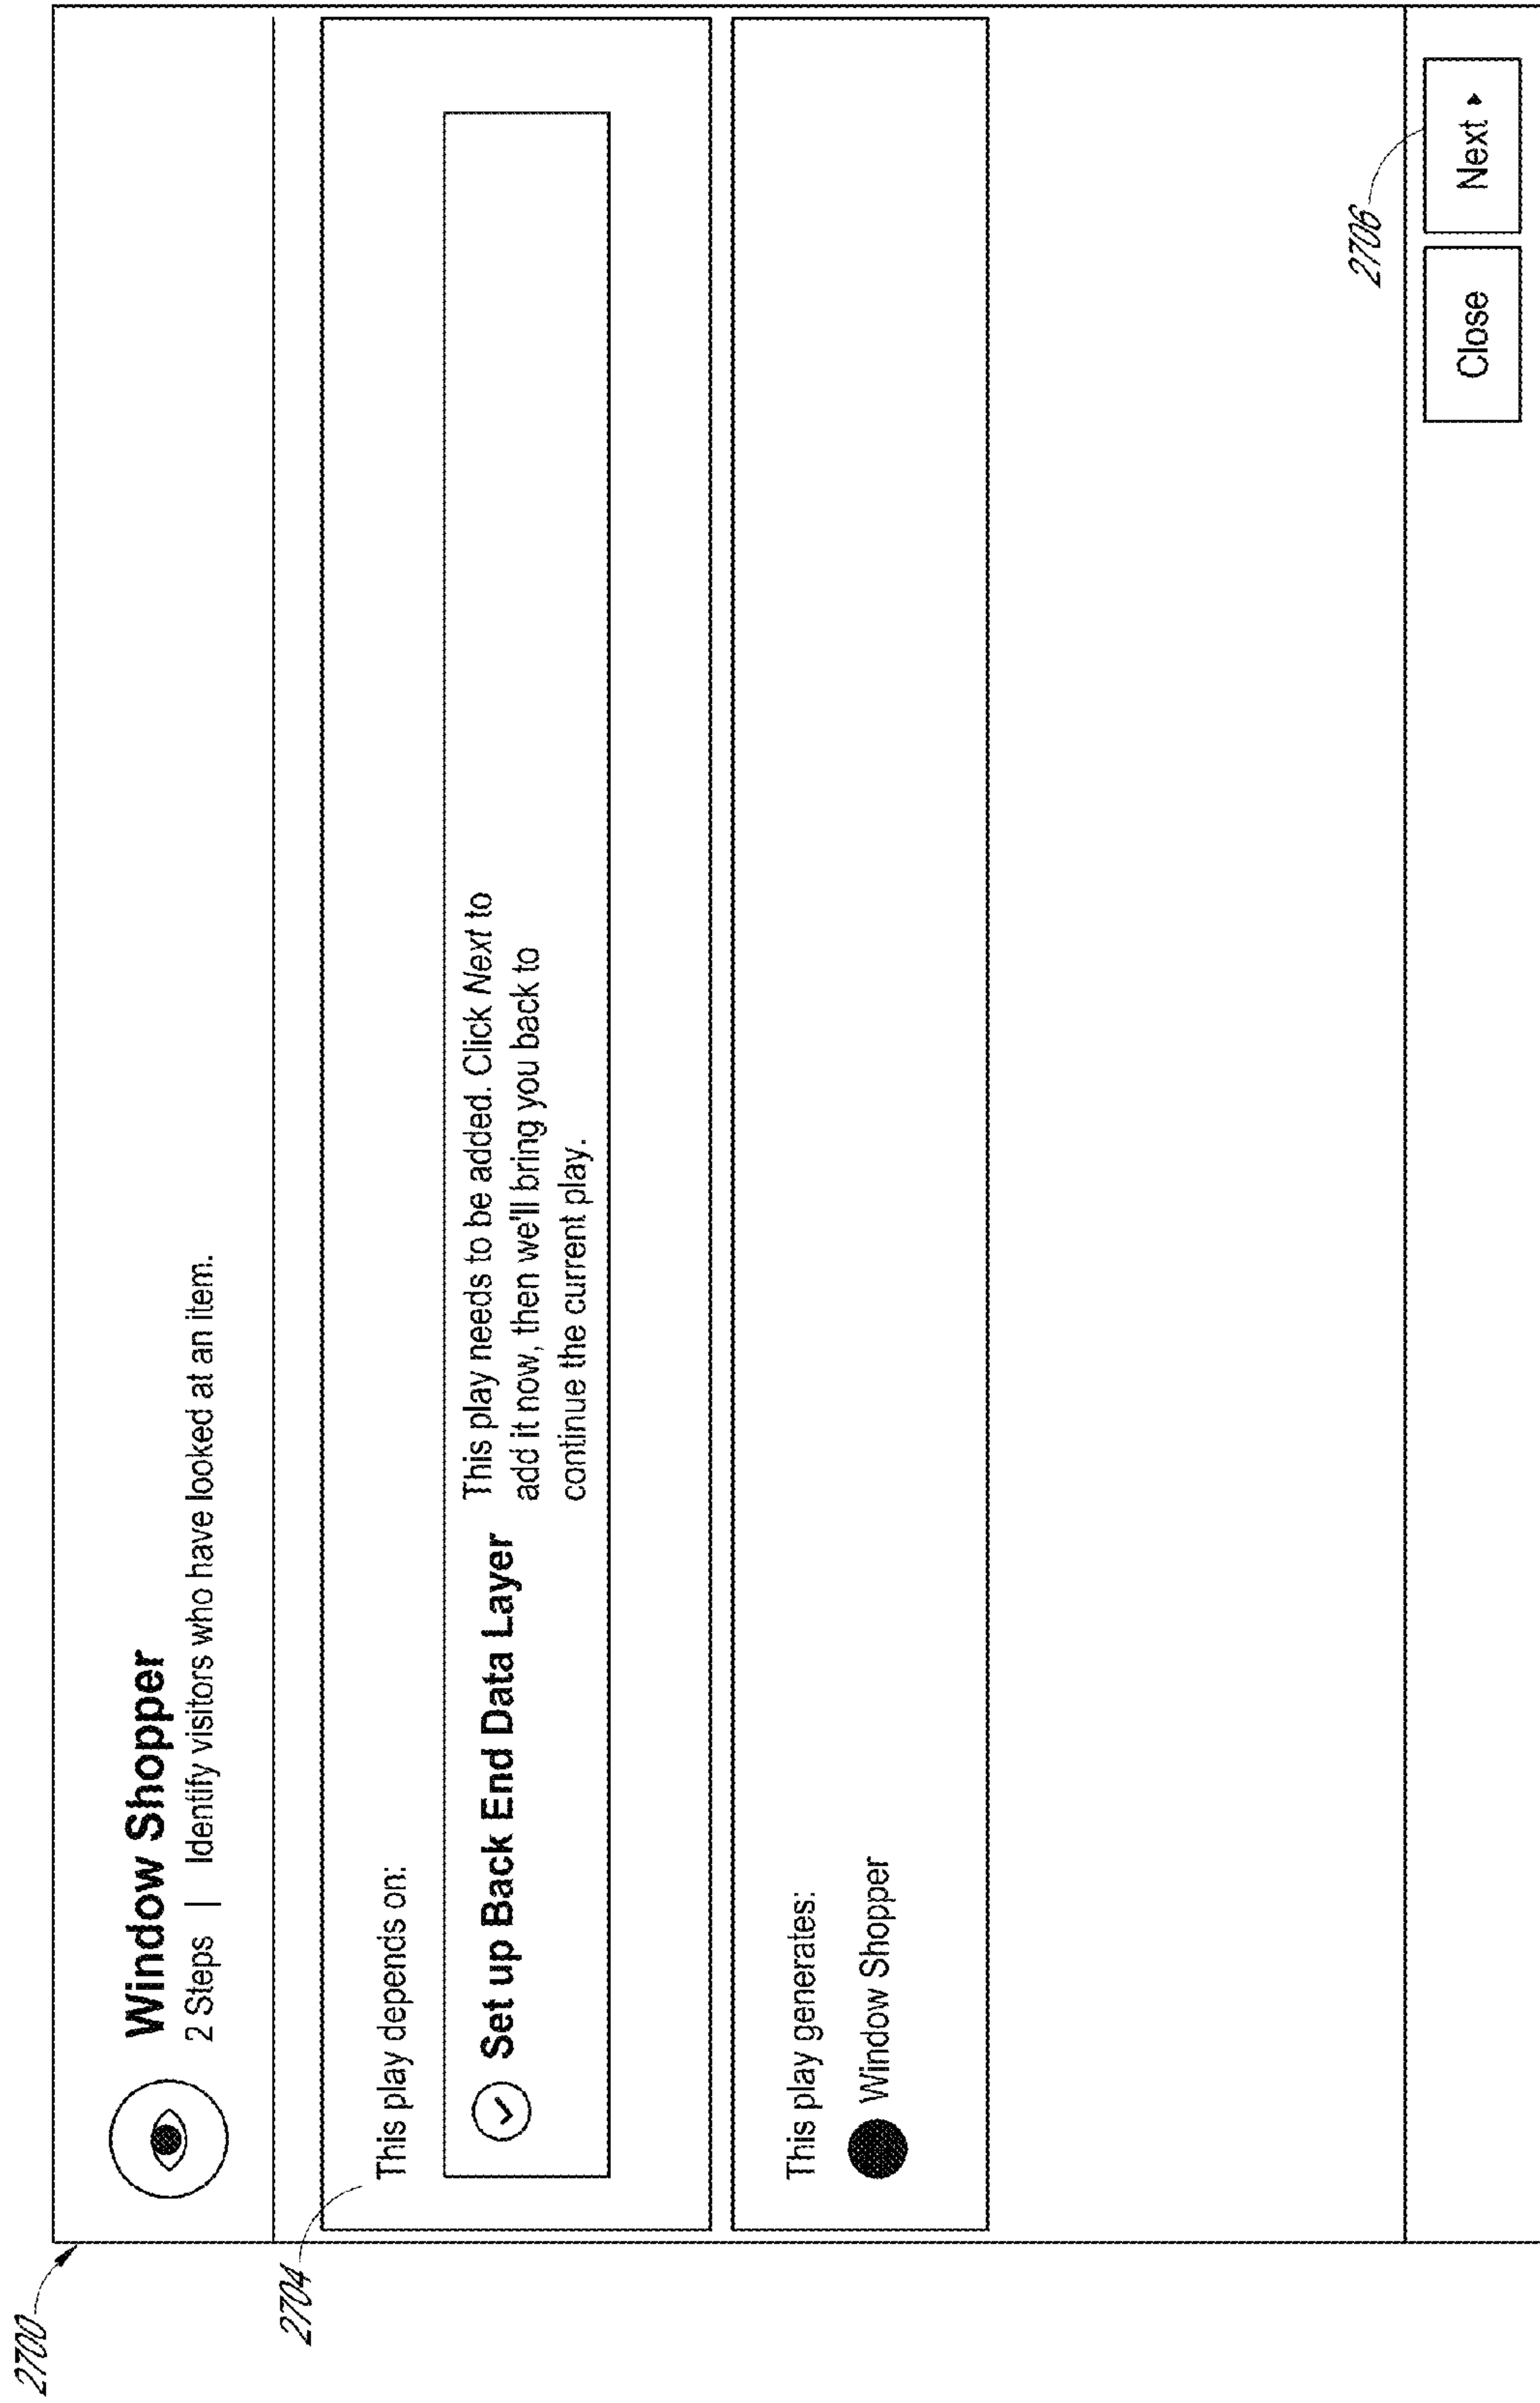 2700
Window Shopper
2 Steps | Identify visitors who have looked at an item.
2704
This play depends on:
Set up Back End Data Layer
This play needs to be added. Click Next to
add it now, then we'll bring you back to
continue the current play.
This play generates:
Window Shopper
2706
Close
Next